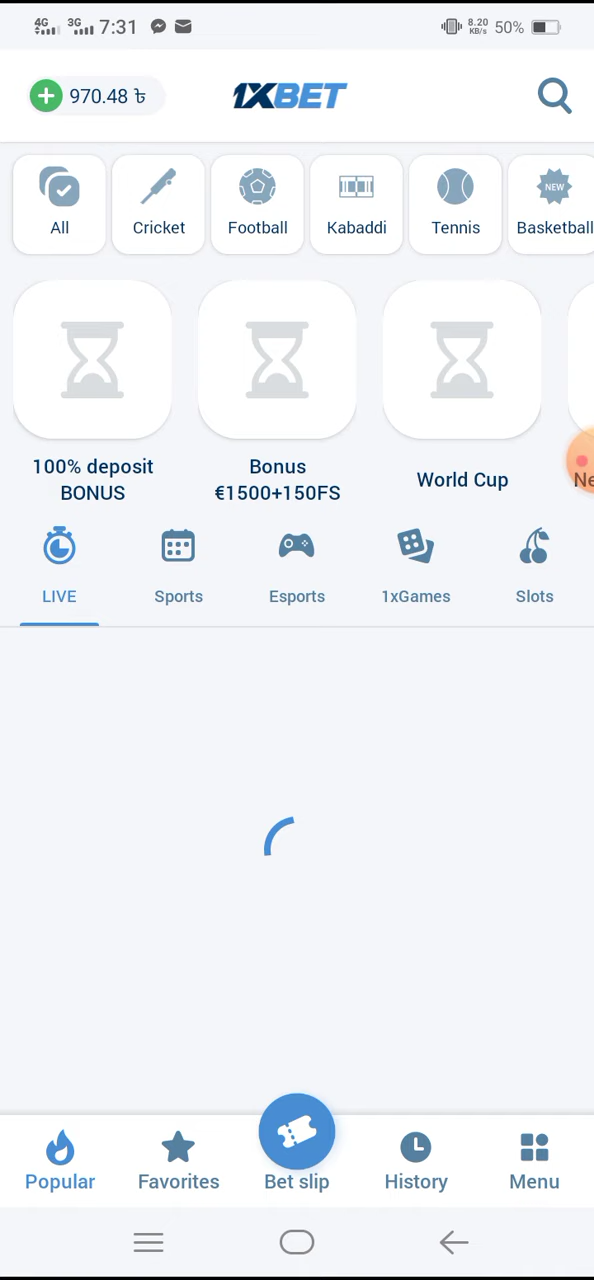 4G 3G 7:31 8.20 KB/s 50%
970.48 ৳ 1XBET
All Cricket Football Kabaddi Tennis NEW Basketball
100% deposit BONUS
Bonus €1500+150FS
World Cup
Ne
LIVE Sports Esports 1xGames Slots
Popular Favorites Bet slip History Menu